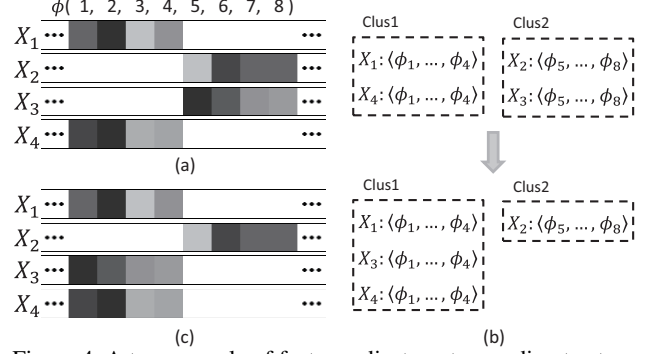 ϕ( 1, 2, 3, 4, 5, 6, 7, 8 )
X₁ ••• •••
X₂ ••• •••
X₃ ••• •••
X₄ ••• •••
(a)
X₁ ••• •••
X₂ ••• •••
X₃ ••• •••
X₄ ••• •••
(c)
Clus1 Clus2
X₁: ⟨ϕ₁, ..., ϕ₄⟩ X₂: ⟨ϕ₅, ..., ϕ₈⟩
X₄: ⟨ϕ₁, ..., ϕ₄⟩ X₃: ⟨ϕ₅, ..., ϕ₈⟩
Clus1 Clus2
X₁: ⟨ϕ₁, ..., ϕ₄⟩ X₂: ⟨ϕ₅, ..., ϕ₈⟩
X₃: ⟨ϕ₁, ..., ϕ₄⟩
X₄: ⟨ϕ₁, ..., ϕ₄⟩
(b)